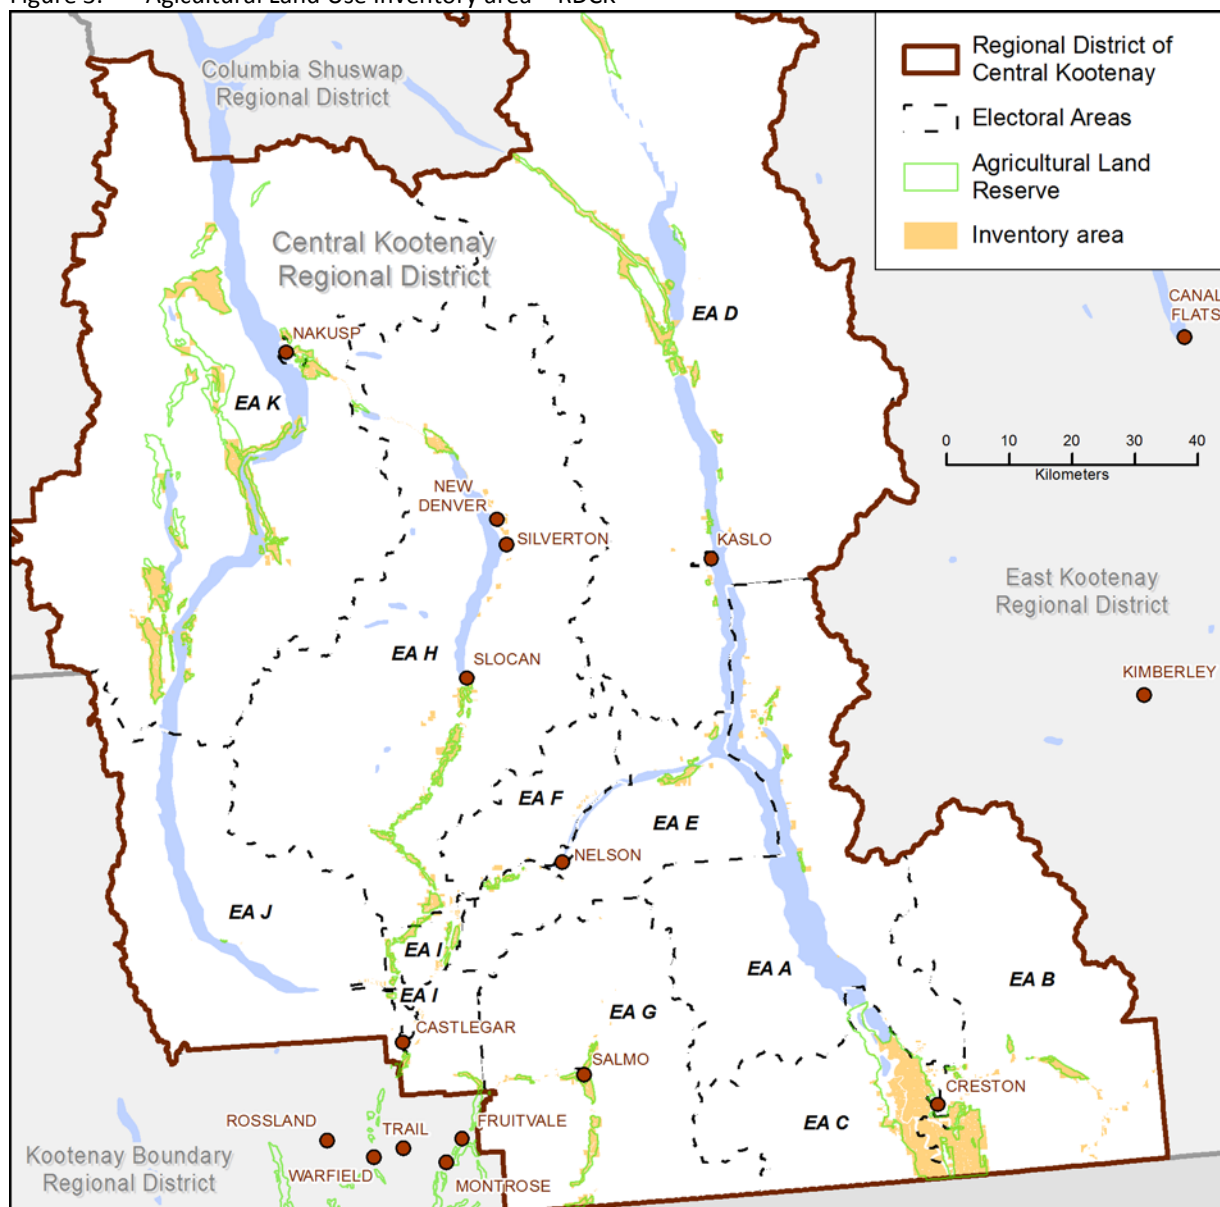 Columbia Shuswap
Regional District
Regional District of
Central Kootenay
Electoral Areas
Agricultural Land
Reserve
Inventory area
Central Kootenay
Regional District
CANAL
FLATS
EA D
NAKUSP
EA K
0 10 20 30 40
Kilometers
NEW
DENVER
SILVERTON
KASLO
East Kootenay
Regional District
EA H
SLOCAN
KIMBERLEY
EA F
EA E
NELSON
EA J
EA I
EA A
EA B
EA I
EA G
CASTLEGAR
SALMO
CRESTON
ROSSLAND
TRAIL
FRUITVALE
EA C
Kootenay Boundary
Regional District
WARFIELD
MONTROSE